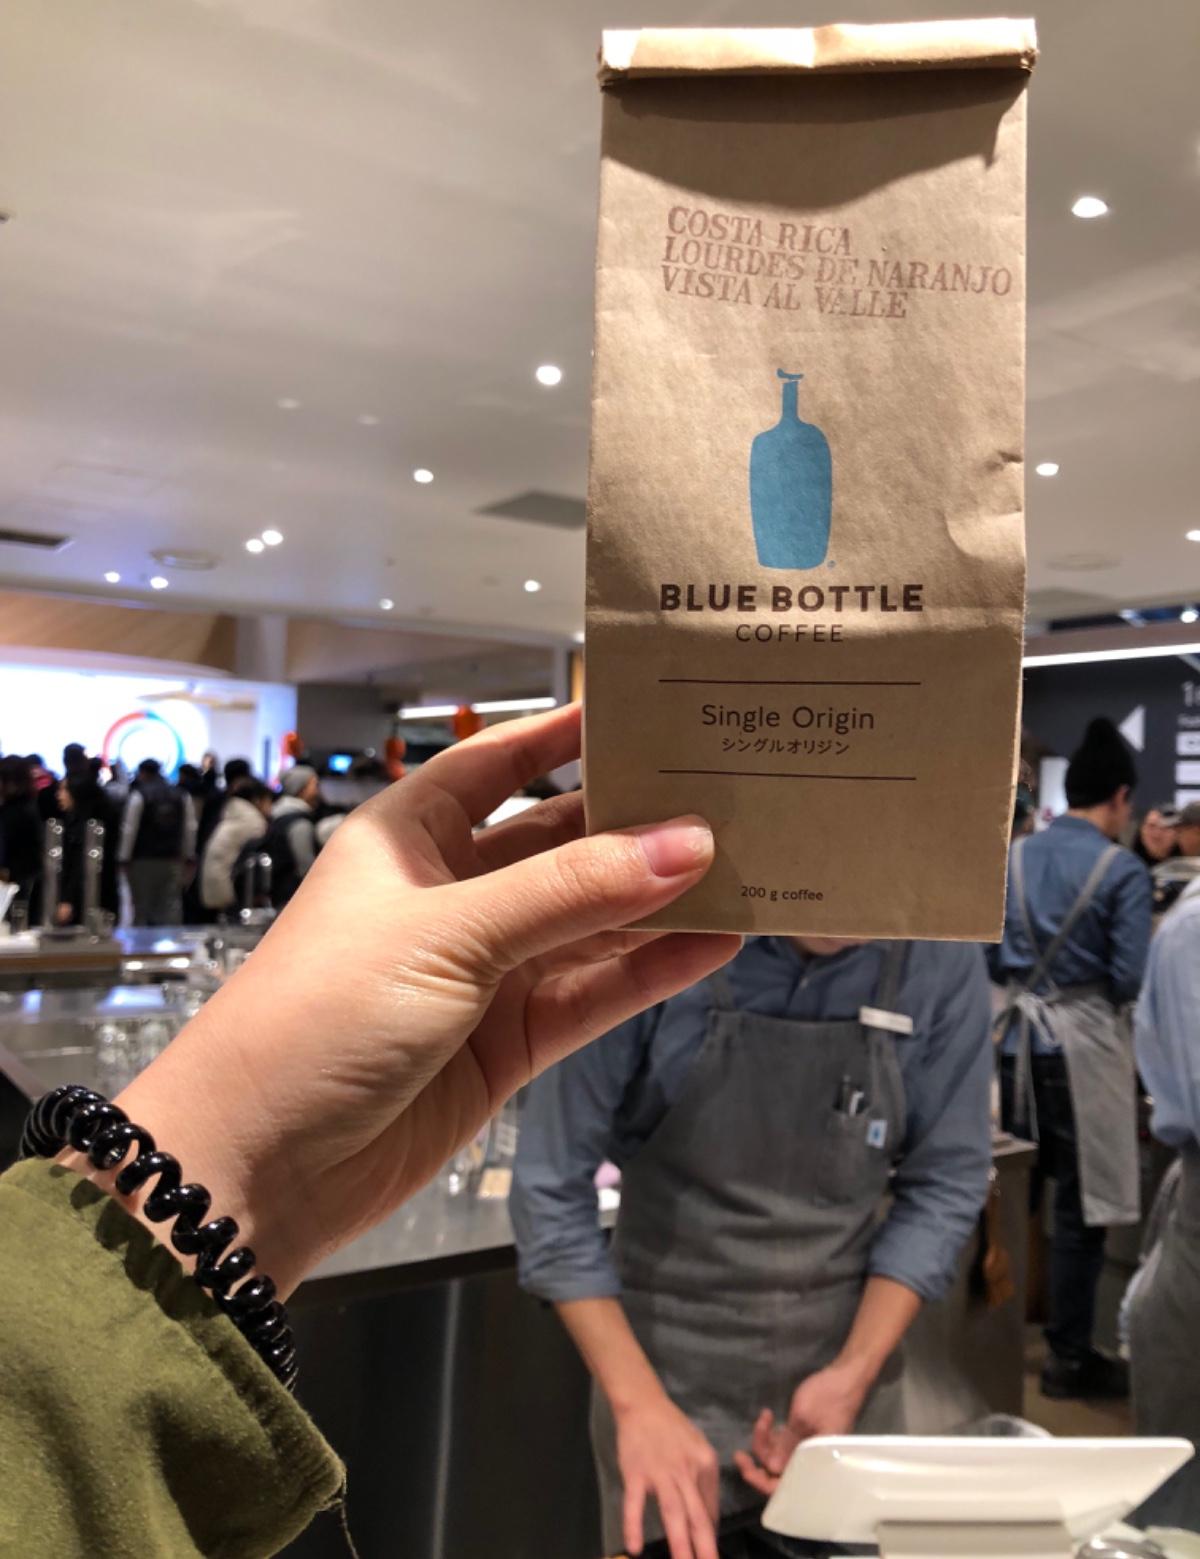 COSTA RICA
LOURDES DE NARANJO
VISTA AL VALLE
BLUE BOTTLE
COFFEE
Single Origin
シングルオリジン
200 g coffee